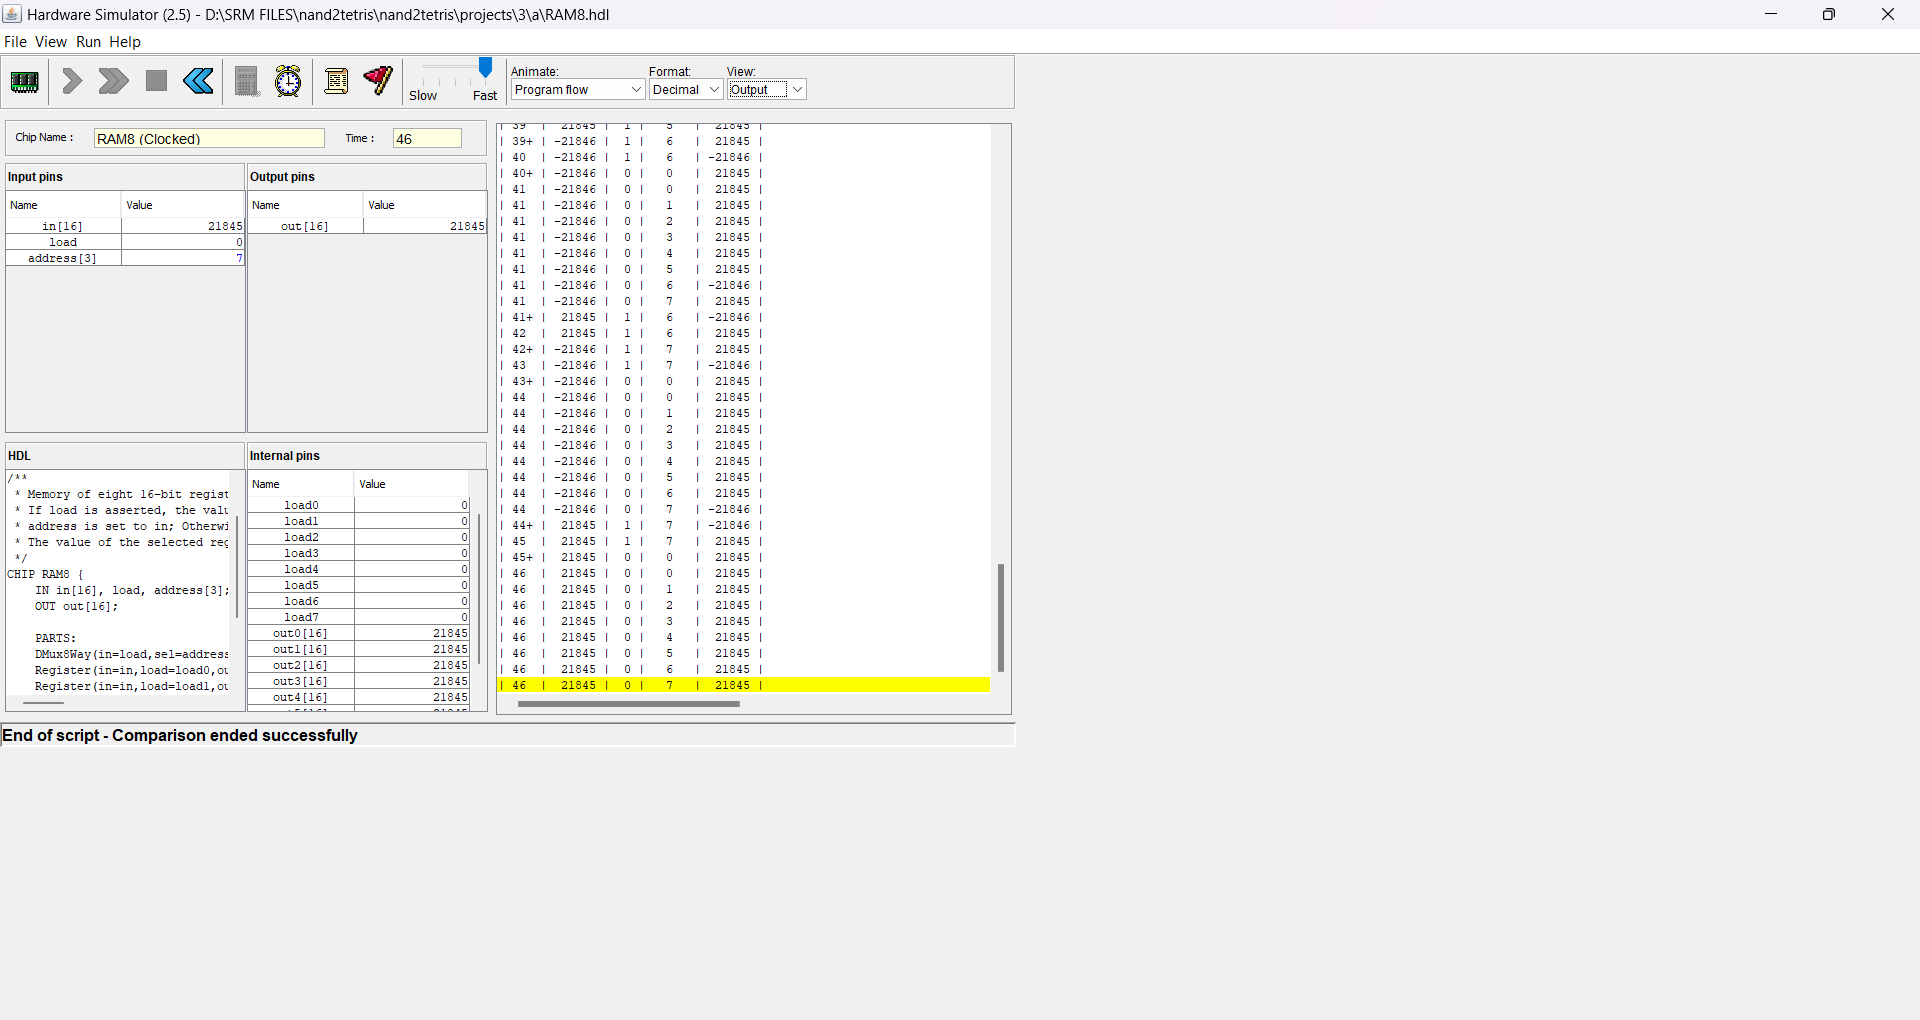 Hardware Simulator (2.5) - D:\SRM FILES\nand2tetris\nand2tetris\projects\3\a\RAM8.hdl
File View Run Help
Slow Fast
Animate:
Program flow
Format:
Decimal
View:
Output
Chip Name : RAM8 (Clocked) Time : 46
Input pins
Name Value
in[16] 21845
load 0
address[3] 7
Output pins
Name Value
out[16] 21845
HDL
/**
* Memory of eight 16-bit regist
* If load is asserted, the valu
* address is set to in; Otherwi
* The value of the selected reg
*/
CHIP RAM8 {
IN in[16], load, address[3];
OUT out[16];
PARTS:
DMux8Way(in=load,sel=address
Register(in=in,load=load0,ou
Register(in=in,load=load1,ou
Internal pins
Name Value
load0 0
load1 0
load2 0
load3 0
load4 0
load5 0
load6 0
load7 0
out0[16] 21845
out1[16] 21845
out2[16] 21845
out3[16] 21845
out4[16] 21845
| 39 | 21845 | 1 | 5 | 21845 |
| 39+ | -21846 | 1 | 6 | 21845 |
| 40 | -21846 | 1 | 6 | -21846 |
| 40+ | -21846 | 0 | 0 | 21845 |
| 41 | -21846 | 0 | 0 | 21845 |
| 41 | -21846 | 0 | 1 | 21845 |
| 41 | -21846 | 0 | 2 | 21845 |
| 41 | -21846 | 0 | 3 | 21845 |
| 41 | -21846 | 0 | 4 | 21845 |
| 41 | -21846 | 0 | 5 | 21845 |
| 41 | -21846 | 0 | 6 | -21846 |
| 41 | -21846 | 0 | 7 | 21845 |
| 41+ | 21845 | 1 | 6 | -21846 |
| 42 | 21845 | 1 | 6 | 21845 |
| 42+ | -21846 | 1 | 7 | 21845 |
| 43 | -21846 | 1 | 7 | -21846 |
| 43+ | -21846 | 0 | 0 | 21845 |
| 44 | -21846 | 0 | 0 | 21845 |
| 44 | -21846 | 0 | 1 | 21845 |
| 44 | -21846 | 0 | 2 | 21845 |
| 44 | -21846 | 0 | 3 | 21845 |
| 44 | -21846 | 0 | 4 | 21845 |
| 44 | -21846 | 0 | 5 | 21845 |
| 44 | -21846 | 0 | 6 | 21845 |
| 44 | -21846 | 0 | 7 | -21846 |
| 44+ | 21845 | 1 | 7 | -21846 |
| 45 | 21845 | 1 | 7 | 21845 |
| 45+ | 21845 | 0 | 0 | 21845 |
| 46 | 21845 | 0 | 0 | 21845 |
| 46 | 21845 | 0 | 1 | 21845 |
| 46 | 21845 | 0 | 2 | 21845 |
| 46 | 21845 | 0 | 3 | 21845 |
| 46 | 21845 | 0 | 4 | 21845 |
| 46 | 21845 | 0 | 5 | 21845 |
| 46 | 21845 | 0 | 6 | 21845 |
| 46 | 21845 | 0 | 7 | 21845 |
End of script - Comparison ended successfully